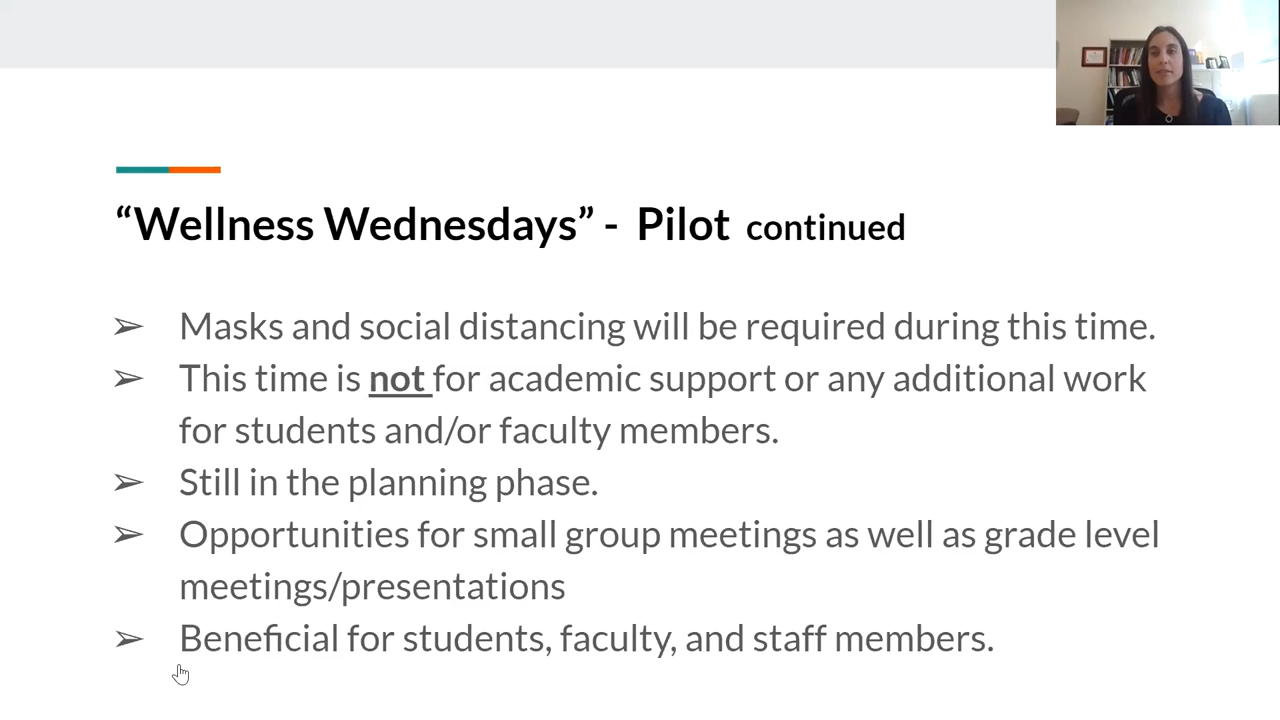 “Wellness Wednesdays” - Pilot continued
➢ Masks and social distancing will be required during this time.
➢ This time is not for academic support or any additional work
for students and/or faculty members.
➢ Still in the planning phase.
➢ Opportunities for small group meetings as well as grade level
meetings/presentations
➢ Beneficial for students, faculty, and staff members.